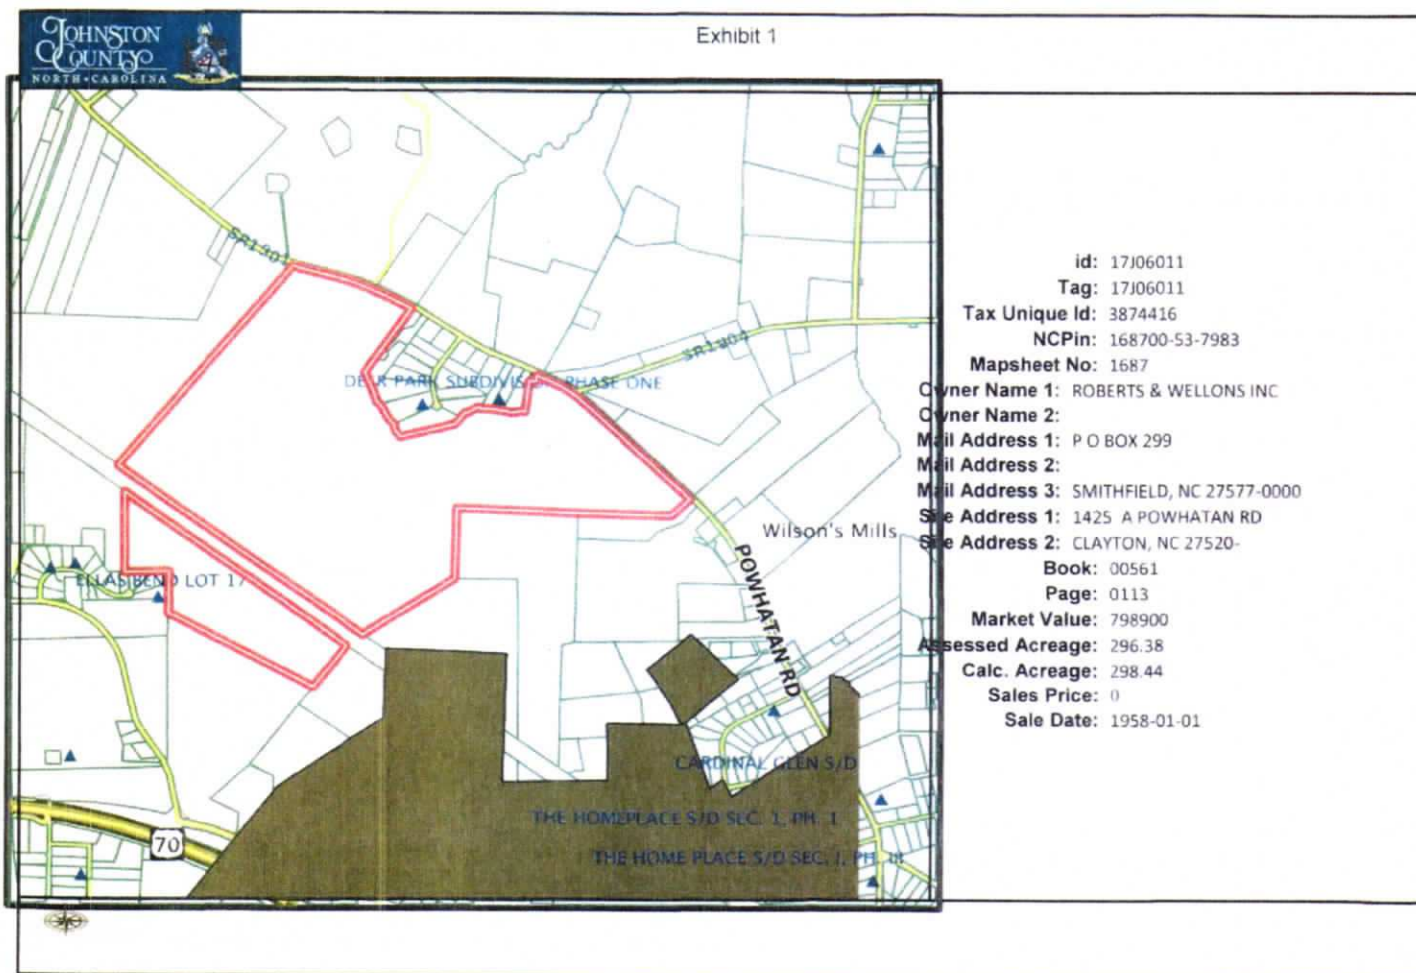 JOHNSTON
COUNTY
NORTH • CAROLINA
Exhibit 1
DEER PARK SUBDIVISION PHASE ONE
Wilson's Mills
POWHATAN RD
ELLAS BEND LOT 17
CARDINAL GLEN S/D
THE HOMEPLACE S/D SEC. 1, PH. 1
THE HOME PLACE S/D SEC. 1, PH.
70
id: 17J06011
Tag: 17J06011
Tax Unique Id: 3874416
NCPin: 168700-53-7983
Mapsheet No: 1687
Owner Name 1: ROBERTS & WELLONS INC
Owner Name 2:
Mail Address 1: P O BOX 299
Mail Address 2:
Mail Address 3: SMITHFIELD, NC 27577-0000
Site Address 1: 1425 A POWHATAN RD
Site Address 2: CLAYTON, NC 27520-
Book: 00561
Page: 0113
Market Value: 798900
Assessed Acreage: 296.38
Calc. Acreage: 298.44
Sales Price: 0
Sale Date: 1958-01-01